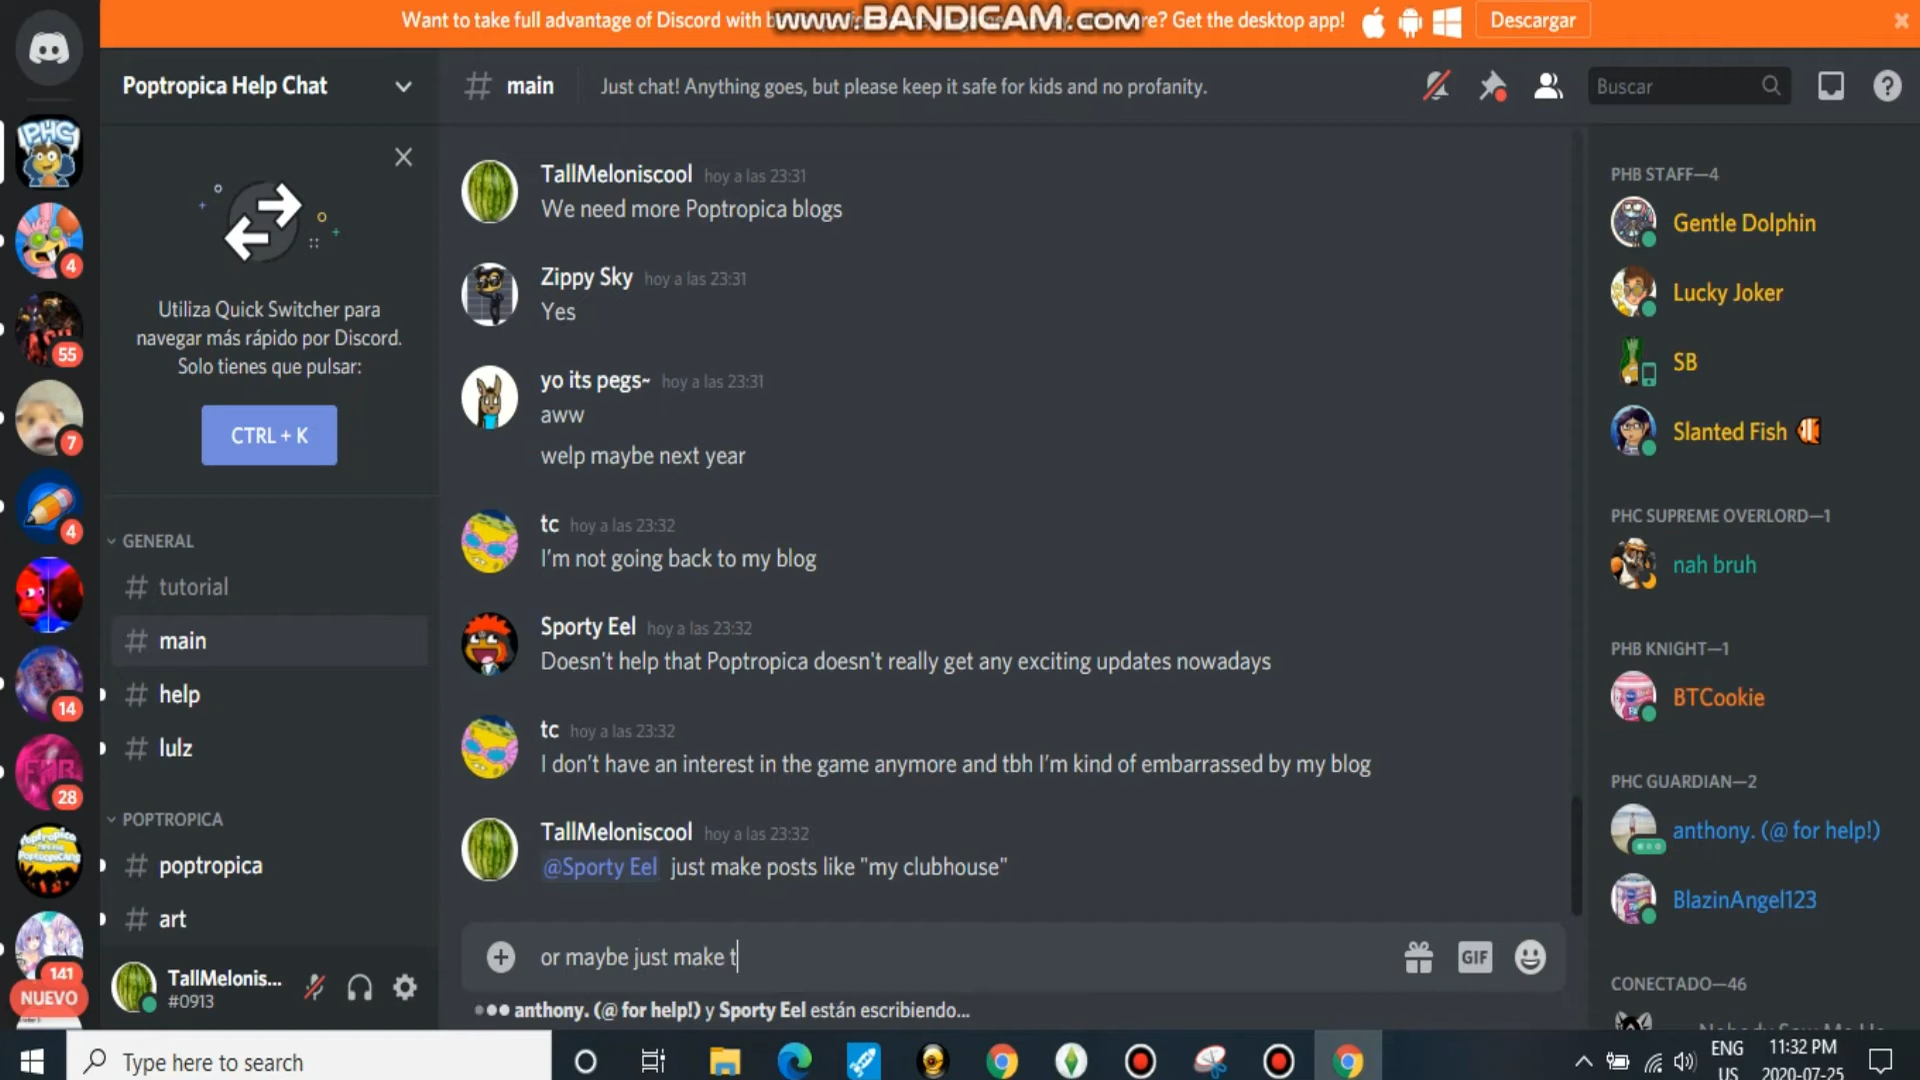 Want to take full advantage of Discord with b
www.BANDICAM.com
re? Get the desktop app!
Descargar
Poptropica Help Chat
main
Just chat! Anything goes, but please keep it safe for kids and no profanity.
Buscar
PHG
4
55
7
4
14
28
141
NUEVO
Utiliza Quick Switcher para
navegar más rápido por Discord.
Solo tienes que pulsar:
CTRL + K
GENERAL
# tutorial
# main
# help
# lulz
POPTROPICA
# poptropica
# art
TallMelonis...
#0913
TallMeloniscool hoy a las 23:31
We need more Poptropica blogs
Zippy Sky hoy a las 23:31
Yes
yo its pegs~ hoy a las 23:31
aww
welp maybe next year
tc hoy a las 23:32
I'm not going back to my blog
Sporty Eel hoy a las 23:32
Doesn't help that Poptropica doesn't really get any exciting updates nowadays
tc hoy a las 23:32
I don't have an interest in the game anymore and tbh I'm kind of embarrassed by my blog
TallMeloniscool hoy a las 23:32
@Sporty Eel just make posts like "my clubhouse"
or maybe just make t
GIF
anthony. (@ for help!) y Sporty Eel están escribiendo...
PHB STAFF—4
Gentle Dolphin
Lucky Joker
SB
Slanted Fish
PHC SUPREME OVERLORD—1
nah bruh
PHB KNIGHT—1
BTCookie
PHC GUARDIAN—2
anthony. (@ for help!)
BlazinAngel123
CONECTADO—46
Type here to search
ENG
US
11:32 PM
2020-07-25